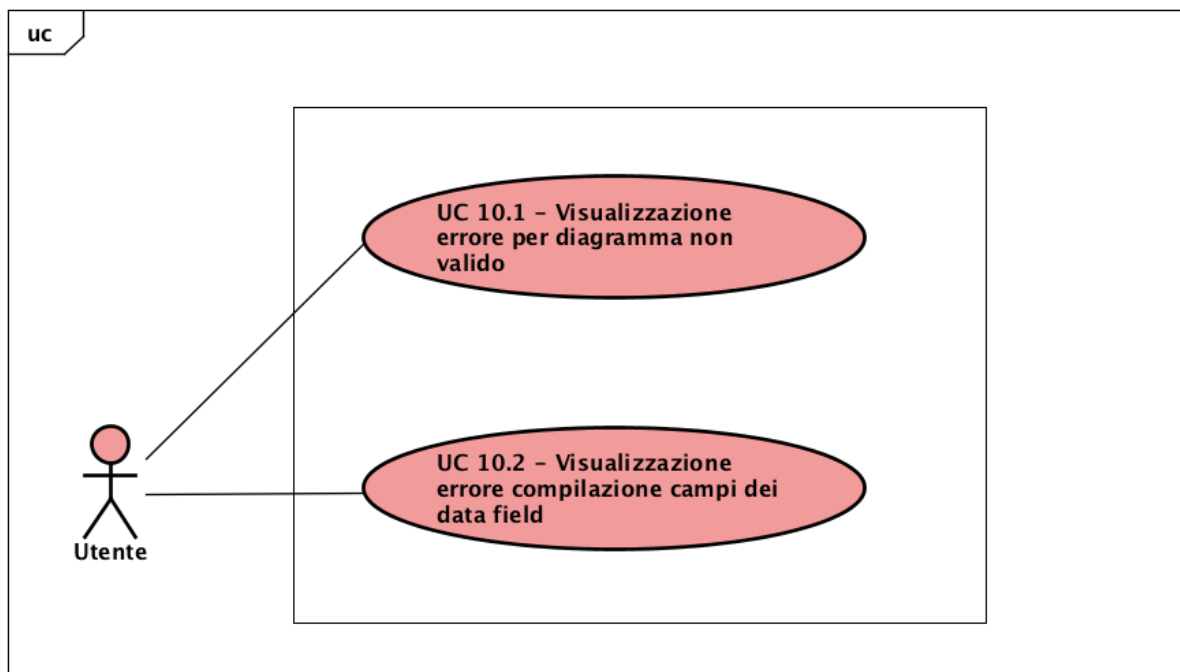 uc
UC 10.1 – Visualizzazione
errore per diagramma non
valido
UC 10.2 – Visualizzazione
errore compilazione campi dei
data field
Utente